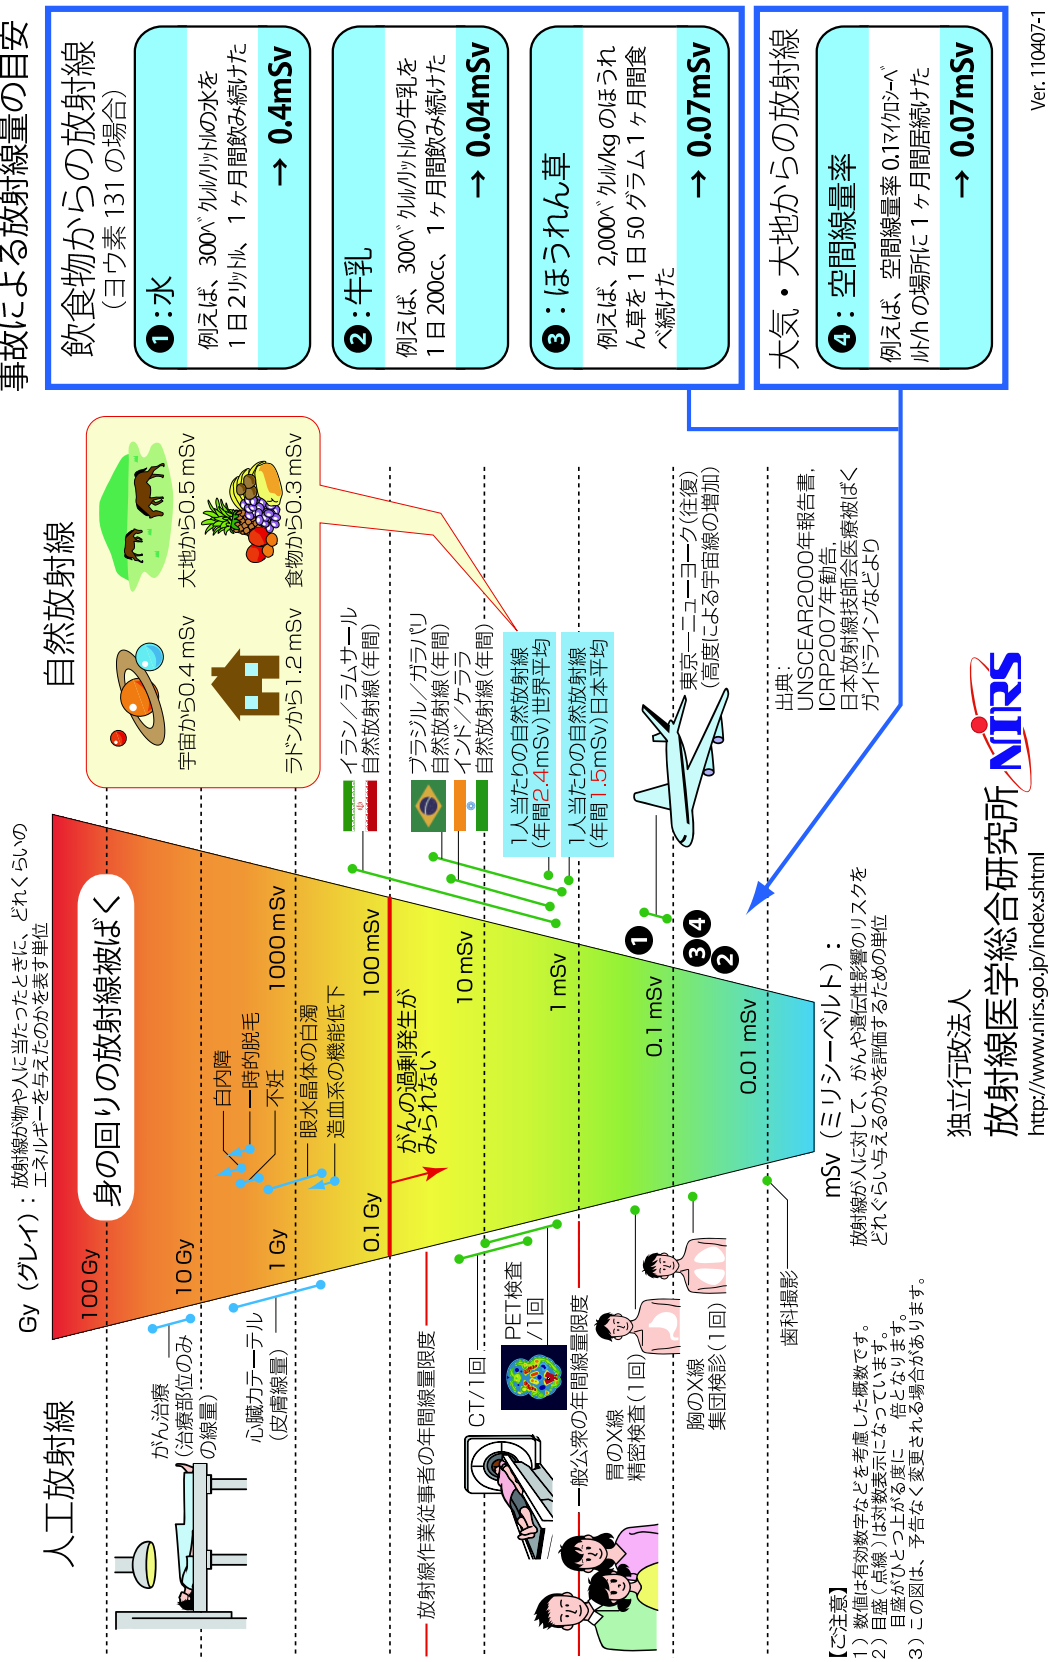 人工放射線
自然放射線
事故による放射線量の目安
Gy（グレイ）：
放射線が物や人に当たったときに、どれくらいの
エネルギーを与えたのかを表す単位
身の回りの放射線被ばく
100 Gy
10 Gy
1 Gy
0.1 Gy
1000 mSv
100 mSv
10 mSv
1 mSv
0.1 mSv
0.01 mSv
がん治療
（治療部位のみ
の線量）
心臓カテーテル
（皮膚線量）
放射線作業従事者の年間線量限度
CT/1回
PET検査
/1回
一般公衆の年間線量限度
胃のX線
精密検査(1回)
胸のX線
集団検診(1回)
歯科撮影
白内障
一時的脱毛
不妊
眼水晶体の白濁
造血系の機能低下
がんの過剰発生が
みられない
宇宙から0.4 mSv
大地から0.5 mSv
ラドンから1.2 mSv
食物から0.3 mSv
イラン／ラムサール
自然放射線(年間)
ブラジル／ガラパリ
自然放射線(年間)
インド／ケララ
自然放射線(年間)
1人当たりの自然放射線
(年間2.4mSv)世界平均
1人当たりの自然放射線
(年間1.5mSv)日本平均
東京ーニューヨーク(往復)
(高度による宇宙線の増加)
❶
❸❹
❷
飲食物からの放射線
（ヨウ素 131 の場合）
❶：水
例えば、300ﾍﾞｸﾚﾙ/ﾘｯﾄﾙの水を
1日2ﾘｯﾄﾙ、1ヶ月間飲み続けた
→ 0.4mSv
❷：牛乳
例えば、300ﾍﾞｸﾚﾙ/ﾘｯﾄﾙの牛乳を
1日200cc、1ヶ月間飲み続けた
→ 0.04mSv
❸：ほうれん草
例えば、2,000ﾍﾞｸﾚﾙ/kg のほうれ
ん草を 1 日 50 グラム 1 ヶ月間食
べ続けた
→ 0.07mSv
大気・大地からの放射線
❹：空間線量率
例えば、空間線量率 0.1ﾏｲｸﾛｼｰﾍﾞ
ﾙﾄ/h の場所に 1 ヶ月間居続けた
→ 0.07mSv
mSv（ミリシーベルト）：
放射線が人に対して、がんや遺伝性影響のリスクを
どれぐらい与えるのかを評価するための単位
出典：
UNSCEAR2000年報告書,
ICRP2007年勧告,
日本放射線技師会医療被ばく
ガイドラインなどより
【ご注意】
1）数値は有効数字などを考慮した概数です。
2）目盛（点線）は対数表示になっています。
目盛がひとつ上がる度に　倍となります。
3）この図は、予告なく変更される場合があります。
独立行政法人
放射線医学総合研究所
NIRS
http://www.nirs.go.jp/index.shtml
Ver. 110407-1